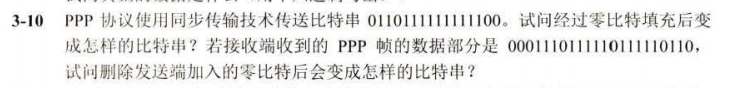 3-10 PPP 协议使用同步传输技术传送比特串 0110111111111100。试问经过零比特填充后变
成怎样的比特串？若接收端收到的 PPP 帧的数据部分是 0001110111110111110110，
试问删除发送端加入的零比特后会变成怎样的比特串？